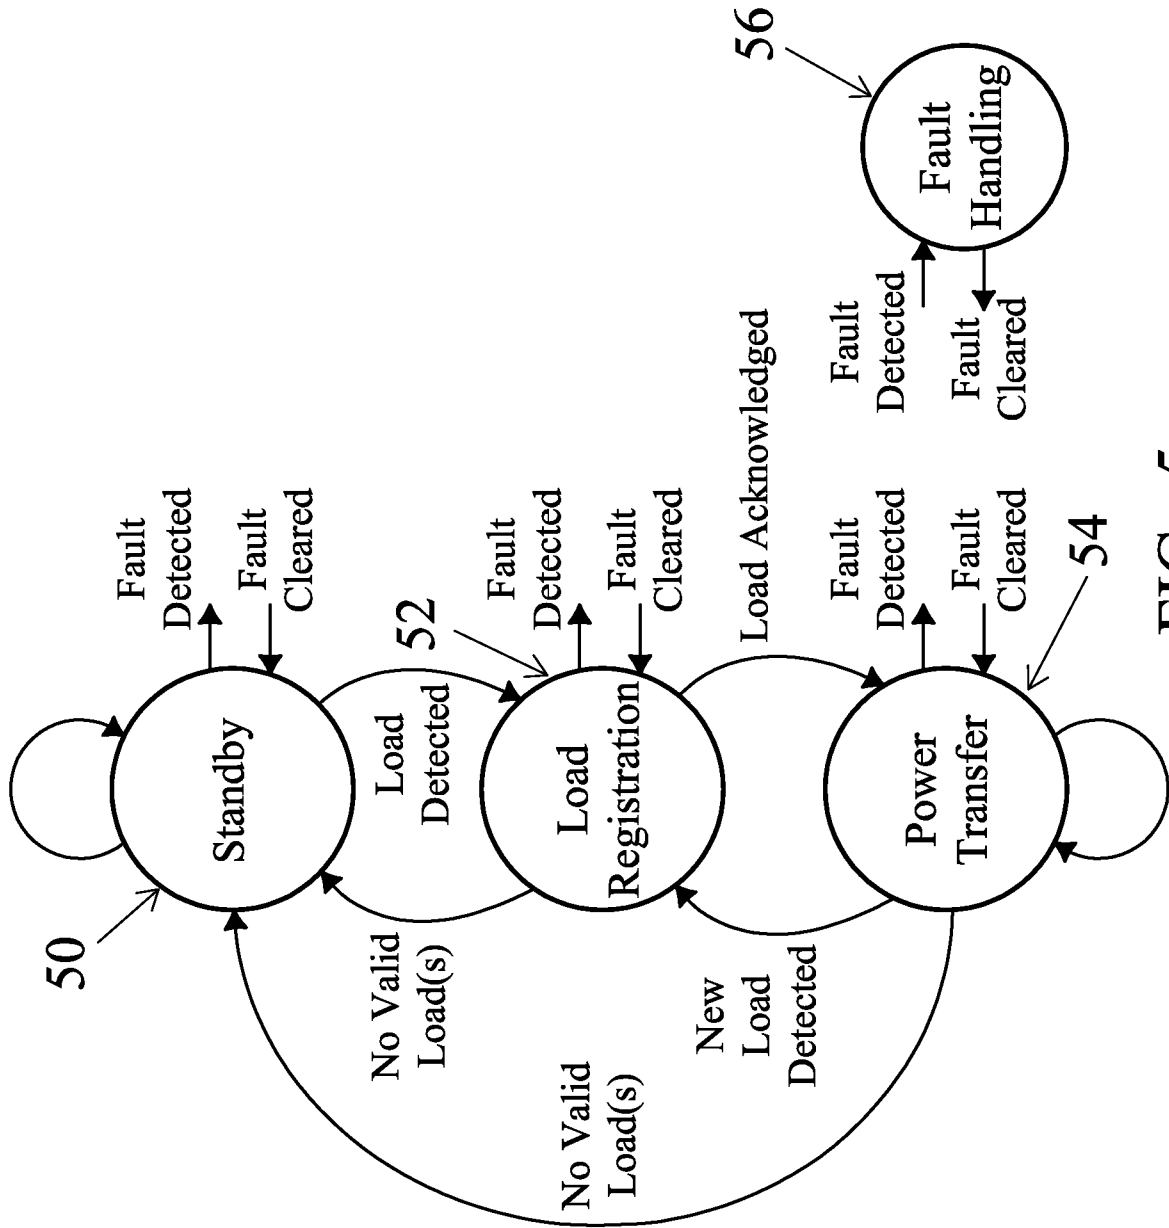 50
Standby
Fault
Detected
Fault
Cleared
No Valid
Load(s)
Load
Detected
52
Load
Registration
Fault
Detected
Fault
Cleared
No Valid
Load(s)
New
Load
Detected
Load Acknowledged
Power
Transfer
Fault
Detected
Fault
Cleared
54
Fault
Detected
Fault
Cleared
56
Fault
Handling
FIG. 5